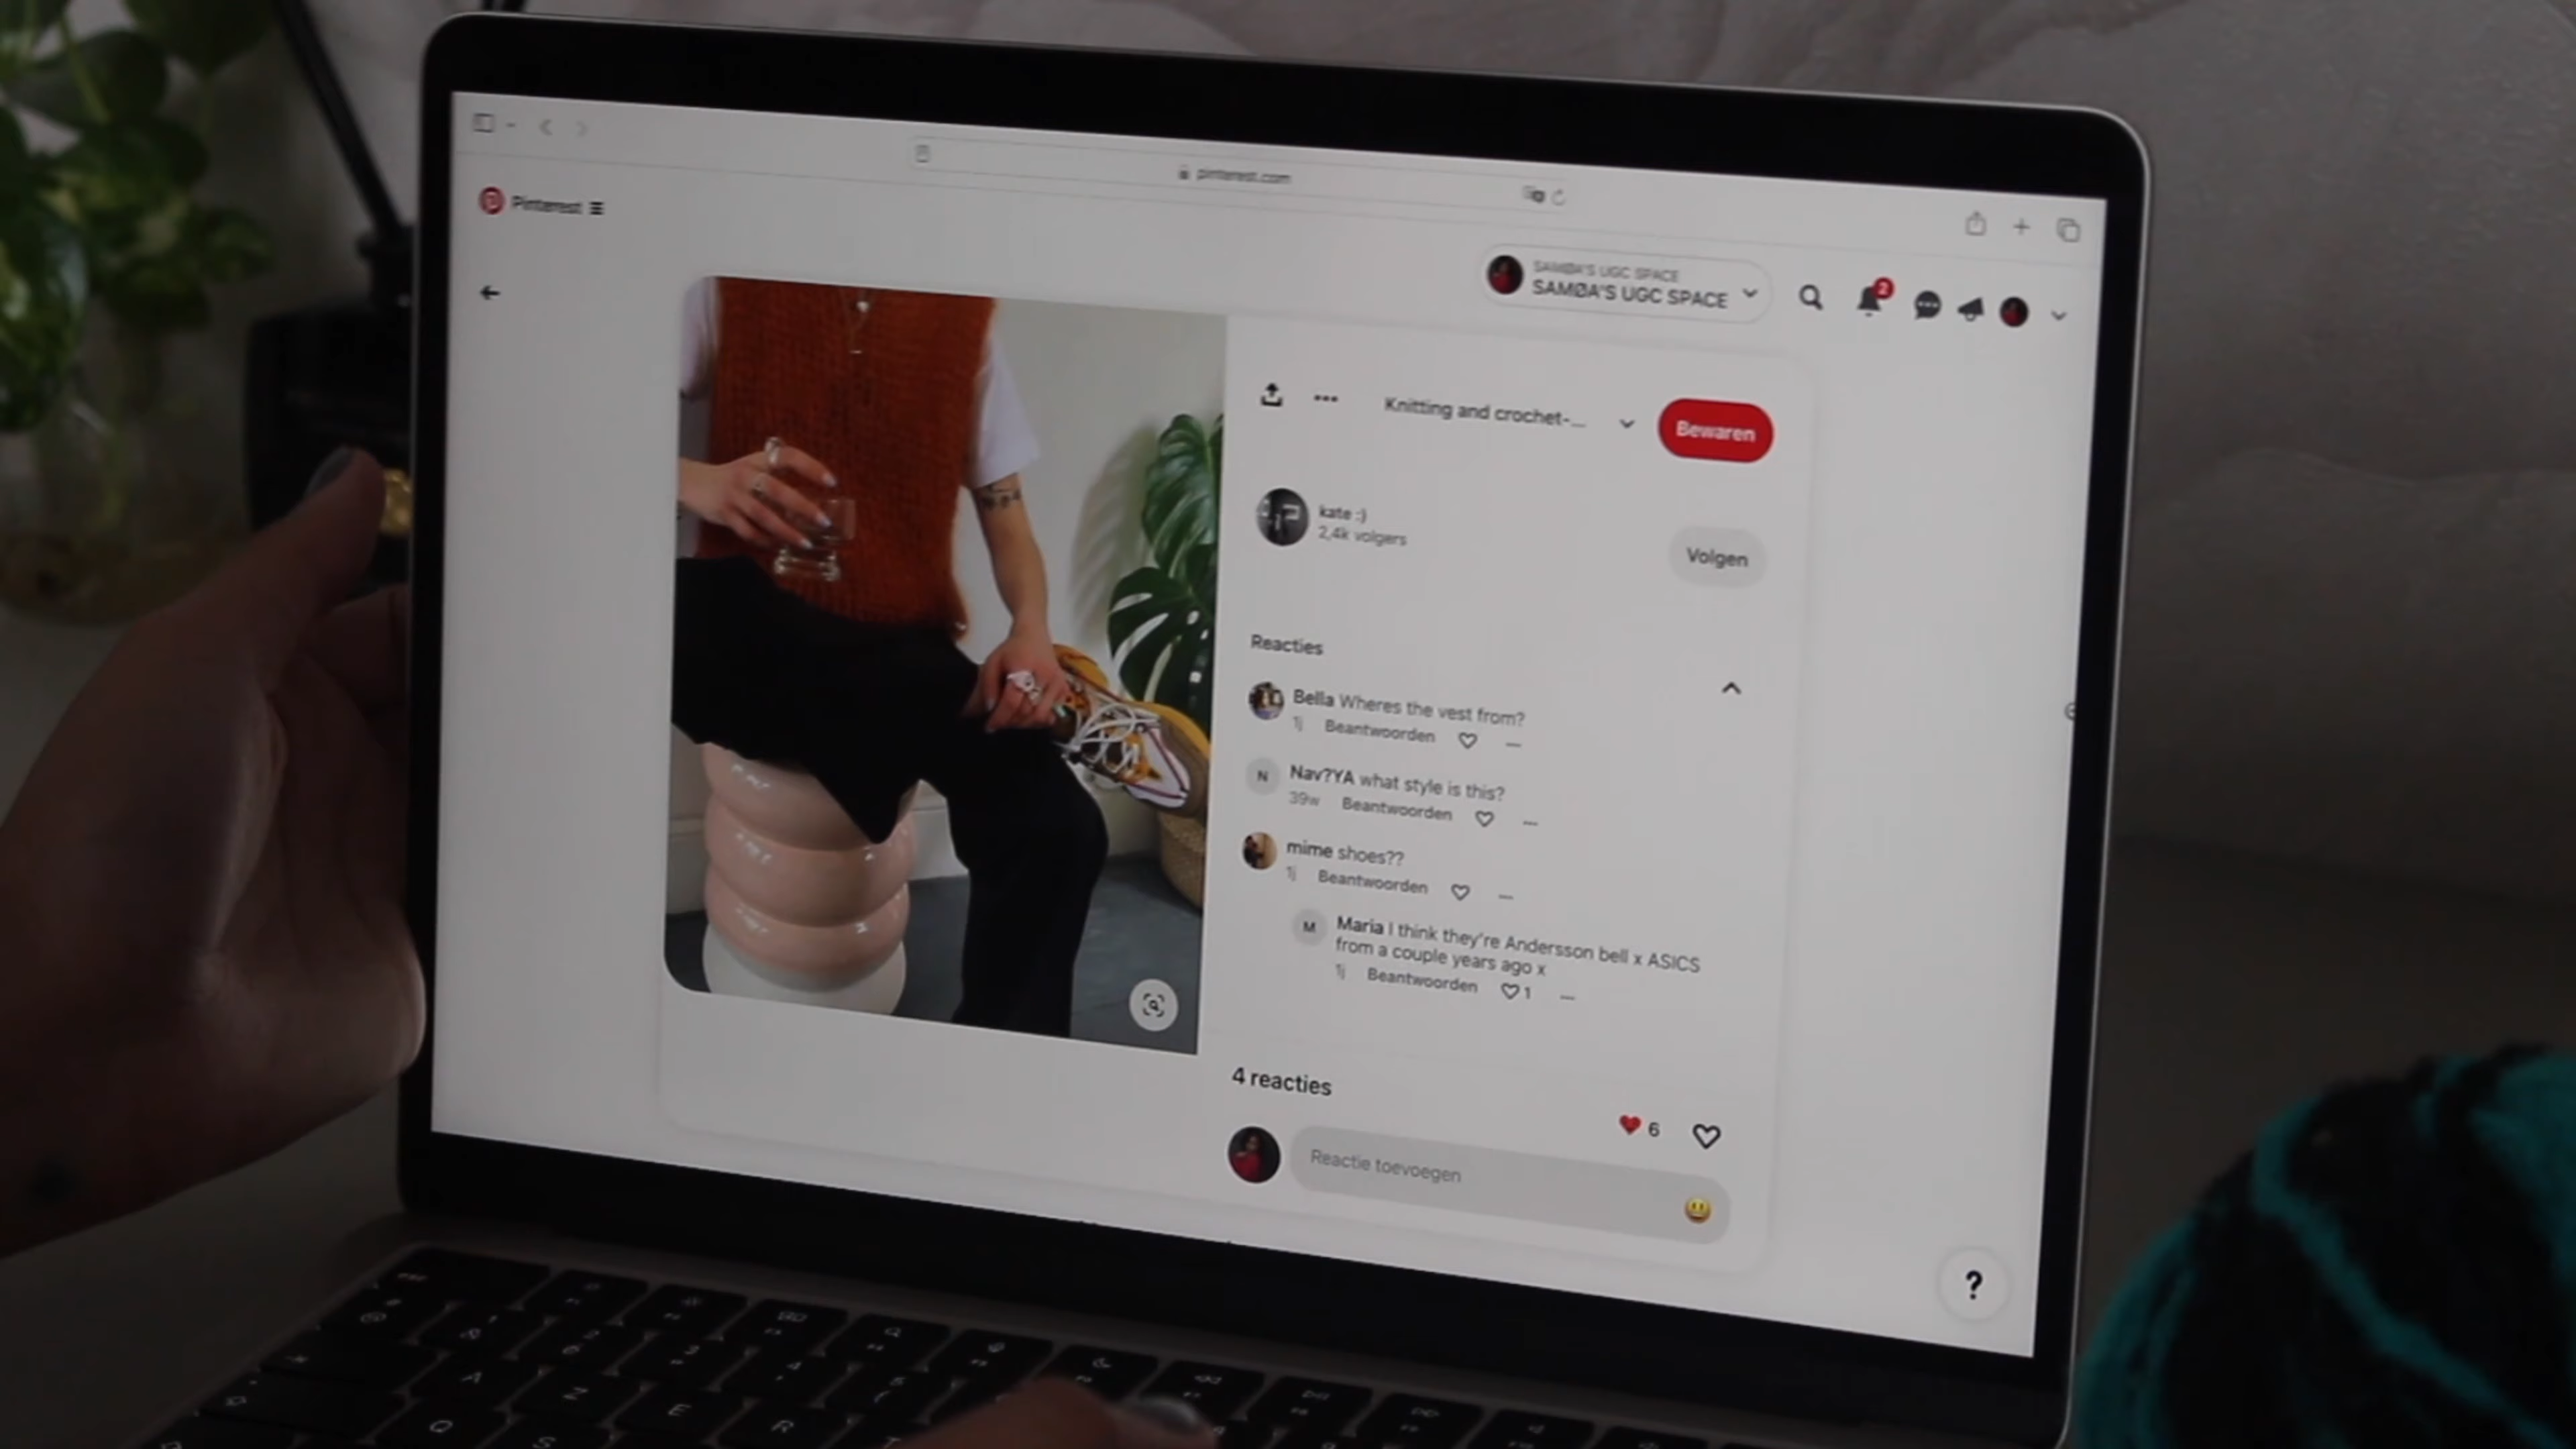 pinterest.com
Pinterest
SAMØA'S UGC SPACE
SAMØA'S UGC SPACE
2
Knitting and crochet-...
Bewaren
kate :)
2,4k volgers
Volgen
Reacties
Bella Wheres the vest from?
1j Beantwoorden
Nav?YA what style is this?
39w Beantwoorden
mime shoes??
1j Beantwoorden
M
Maria I think they're Andersson bell x ASICS
from a couple years ago x
1j Beantwoorden 1
4 reacties
6
Reactie toevoegen
?
A Z E R
Q S